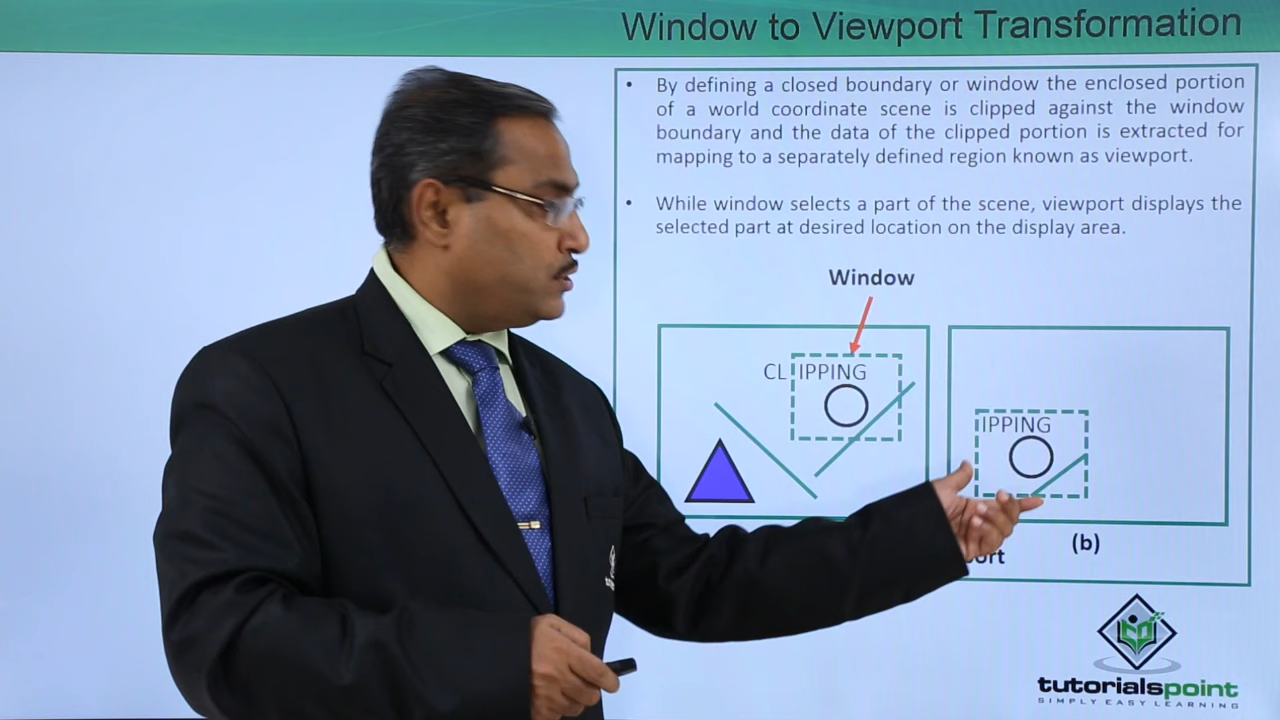 Window to Viewport Transformation
• By defining a closed boundary or window the enclosed portion
of a world coordinate scene is clipped against the window
boundary and the data of the clipped portion is extracted for
mapping to a separately defined region known as viewport.
• While window selects a part of the scene, viewport displays the
selected part at desired location on the display area.
Window
CL IPPING
IPPING
(b)
tutorialspoint
SIMPLY EASY LEARNING